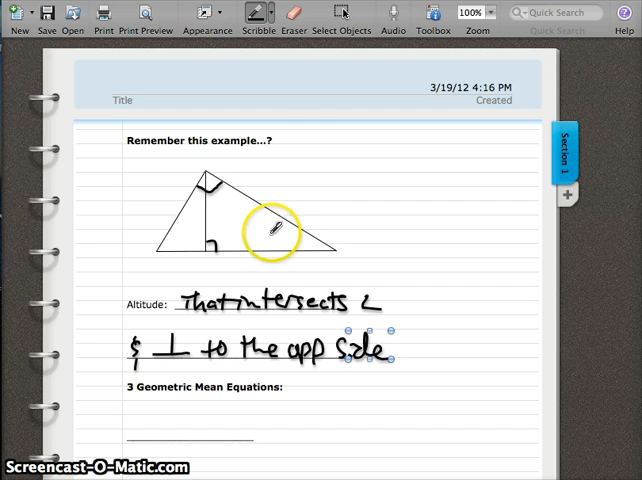 New Save Open Print Print Preview Appearance Scribble Eraser Select Objects Audio Toolbox 100% Zoom Quick Search Quick Search Help
3/19/12 4:16 PM
Title Created
Section 1
+
Remember this example...?
Altitude: That intersects ∠
& ⊥ to the opp side
3 Geometric Mean Equations:
Screencast-O-Matic.com